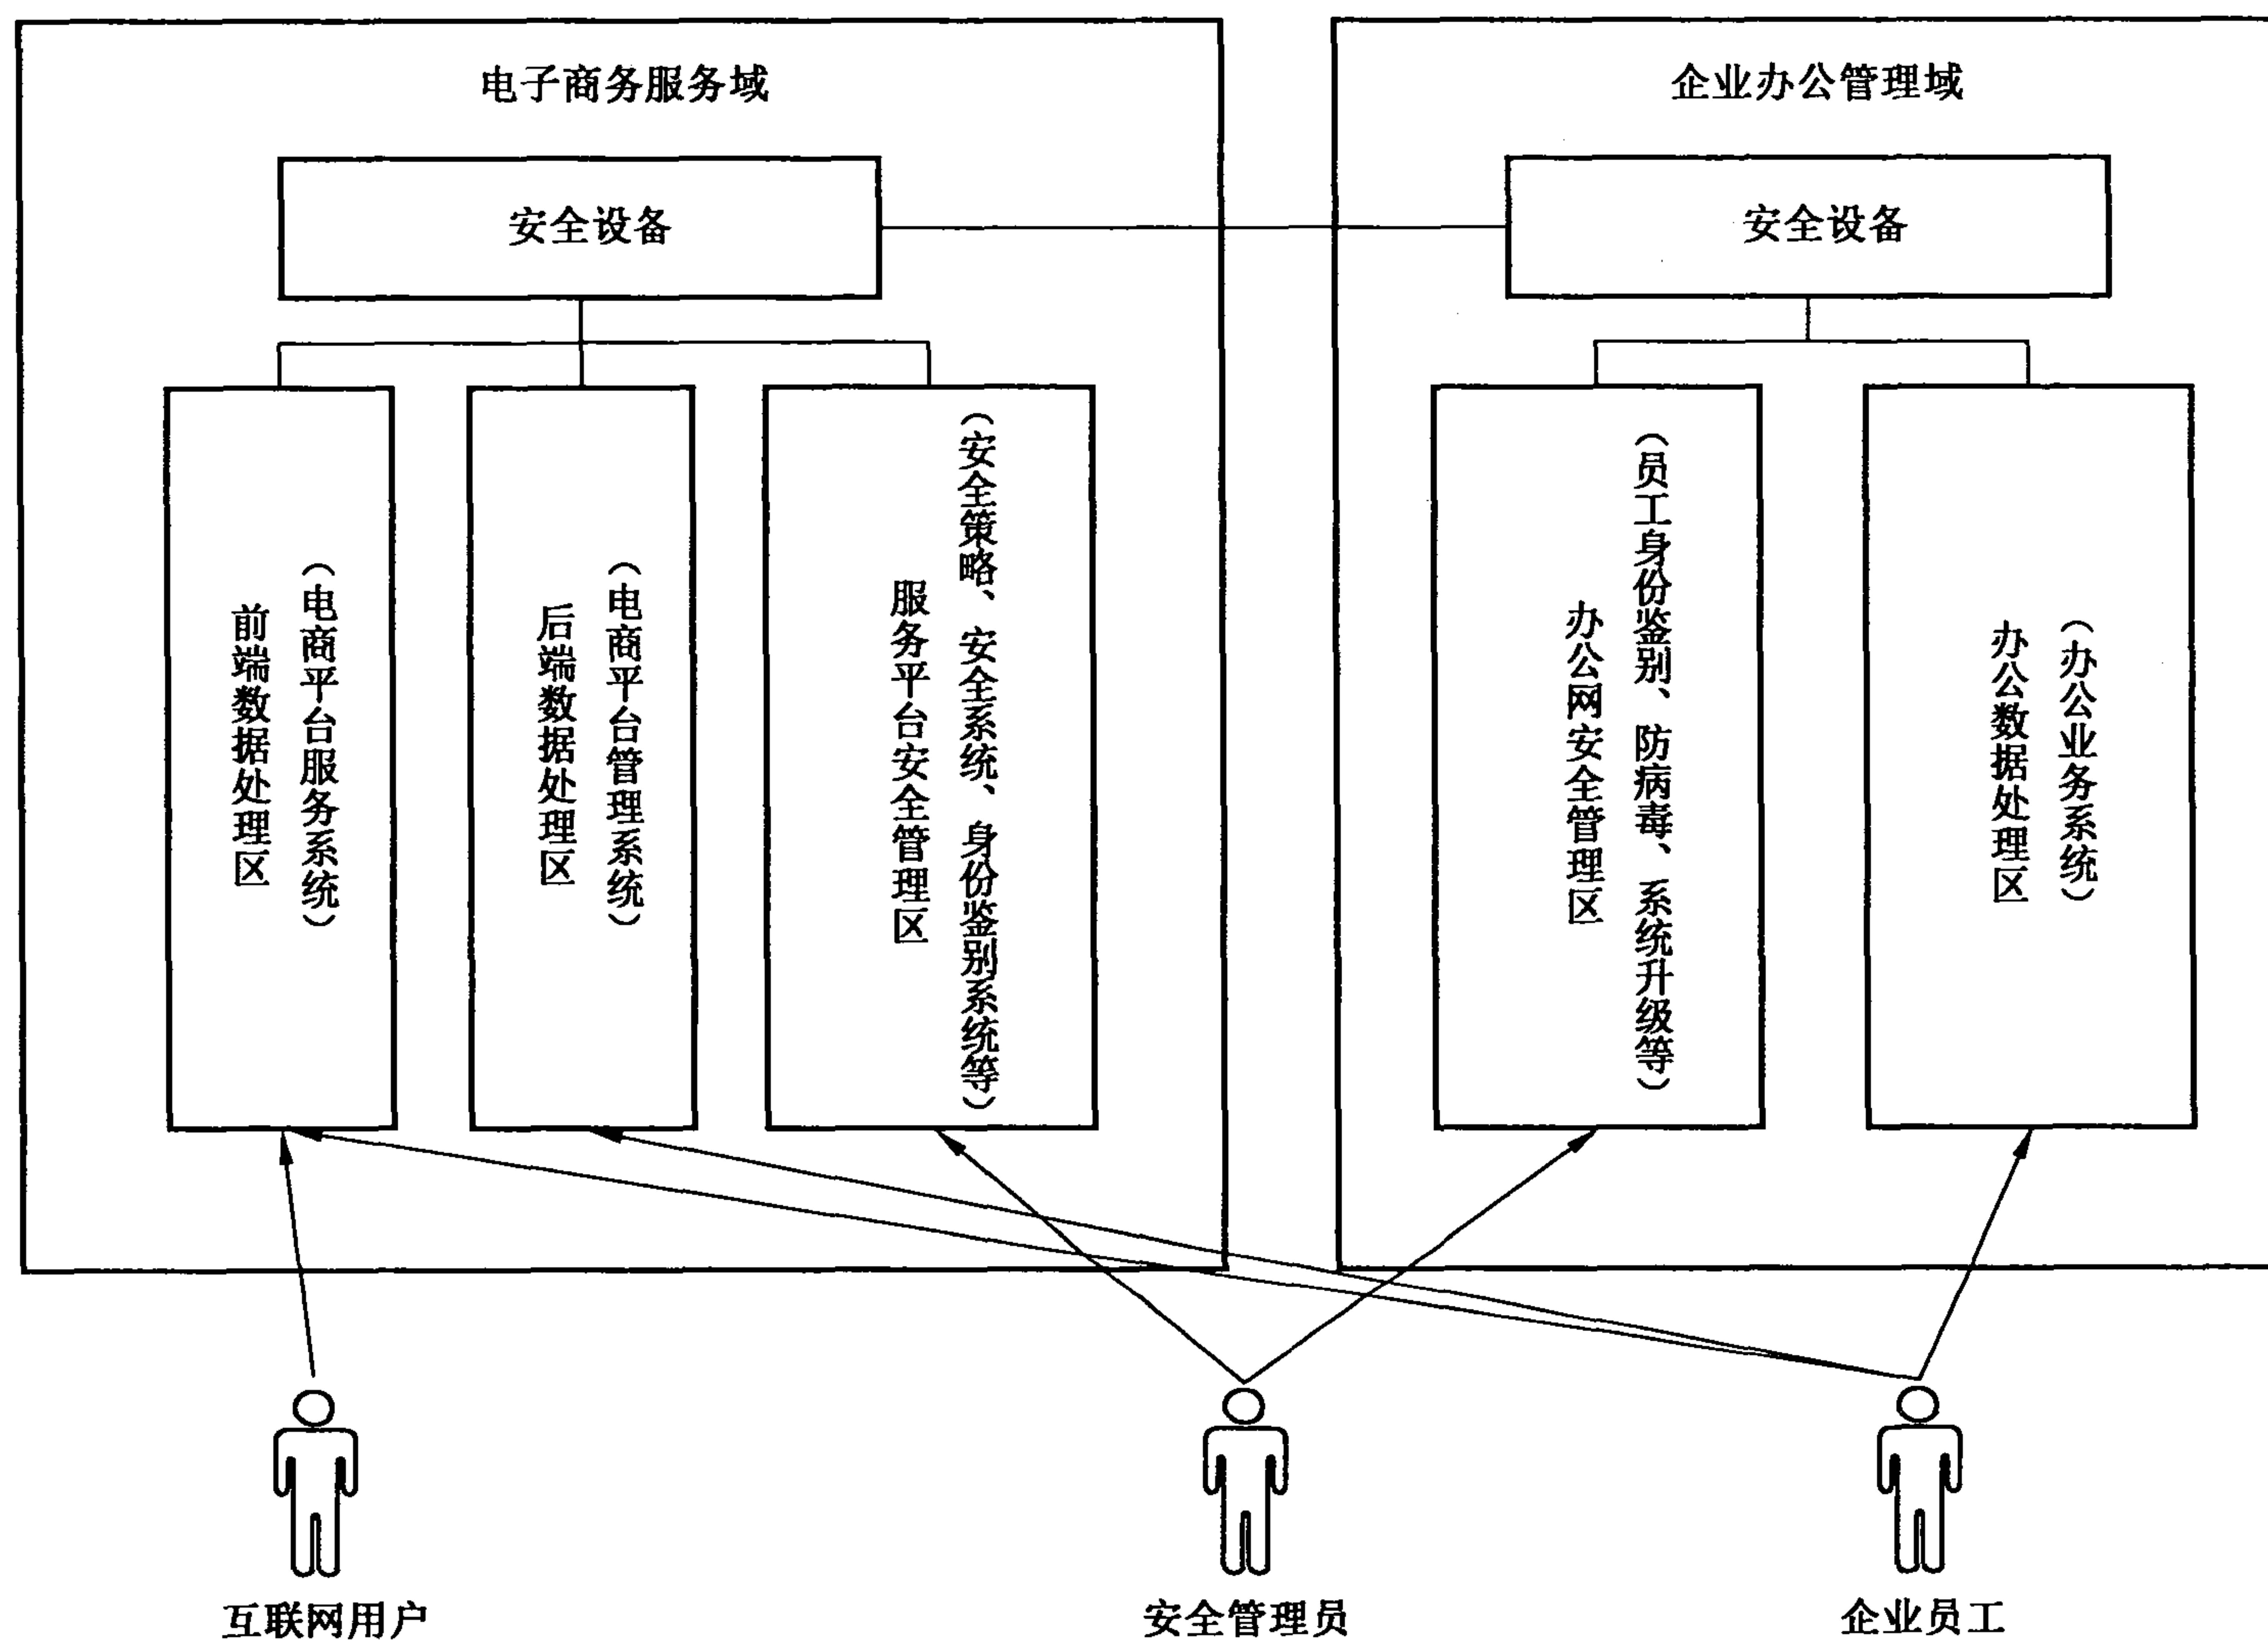 电子商务服务域
企业办公管理域
安全设备
安全设备
前端数据处理区
（电商平台服务系统）
后端数据处理区
（电商平台管理系统）
服务平台安全管理区
（安全策略、安全系统、身份鉴别系统等）
办公网安全管理区
（员工身份鉴别、防病毒、系统升级等）
办公数据处理区
（办公业务系统）
互联网用户
安全管理员
企业员工